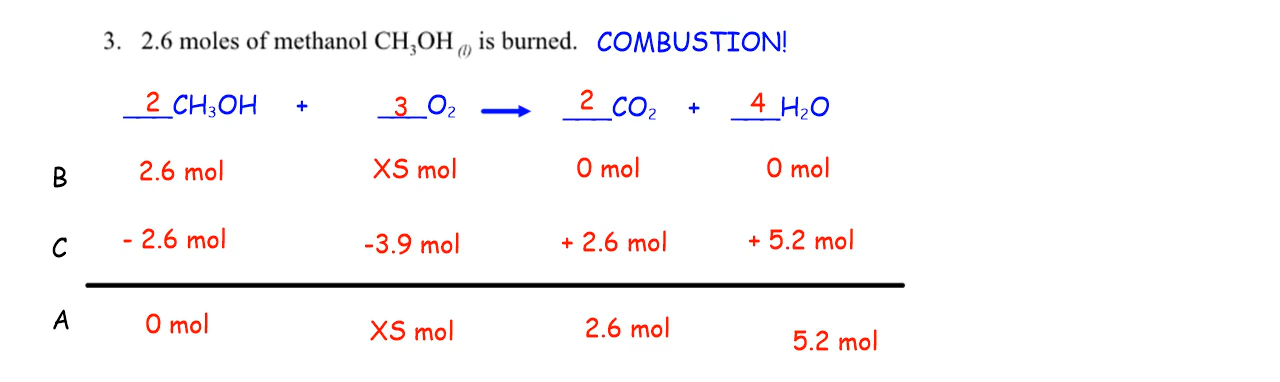 3. 2.6 moles of methanol CH₃OH (l) is burned. COMBUSTION!
2 CH₃OH + 3 O₂ → 2 CO₂ + 4 H₂O
B 2.6 mol XS mol 0 mol 0 mol
C - 2.6 mol -3.9 mol + 2.6 mol + 5.2 mol
A 0 mol XS mol 2.6 mol 5.2 mol